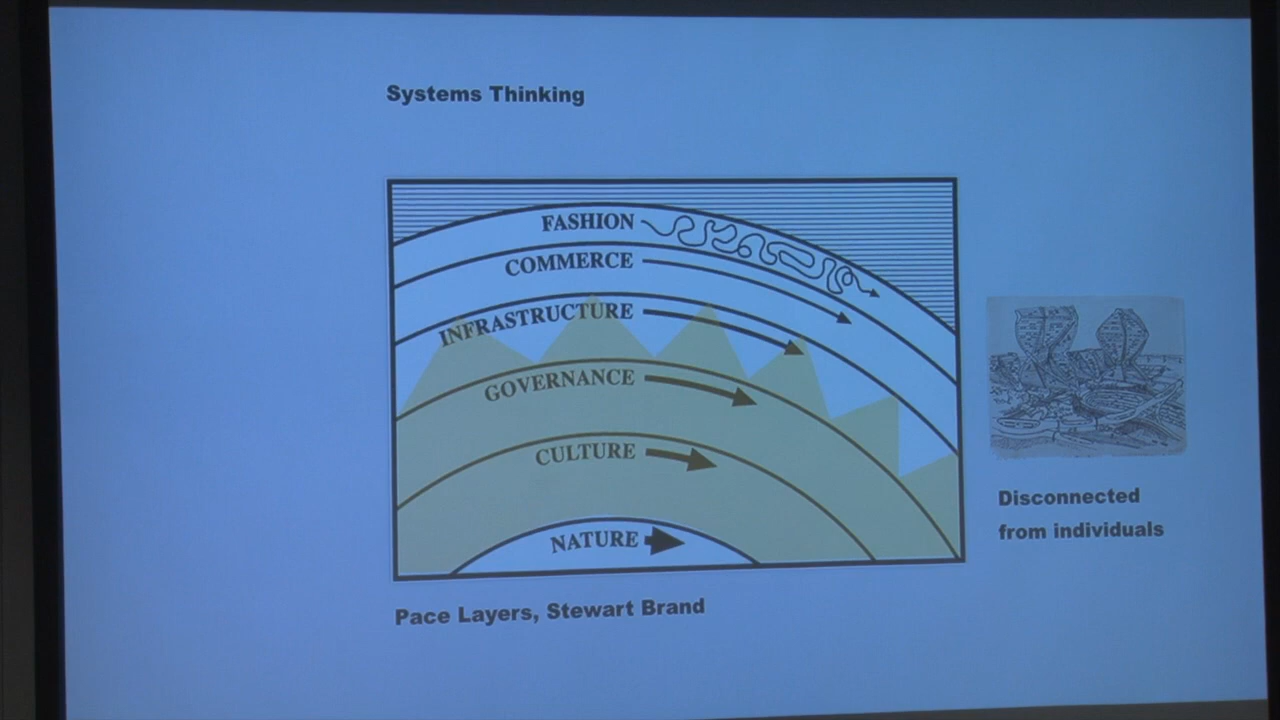 Systems Thinking
FASHION
COMMERCE
INFRASTRUCTURE
GOVERNANCE
CULTURE
NATURE
Disconnected
from individuals
Pace Layers, Stewart Brand